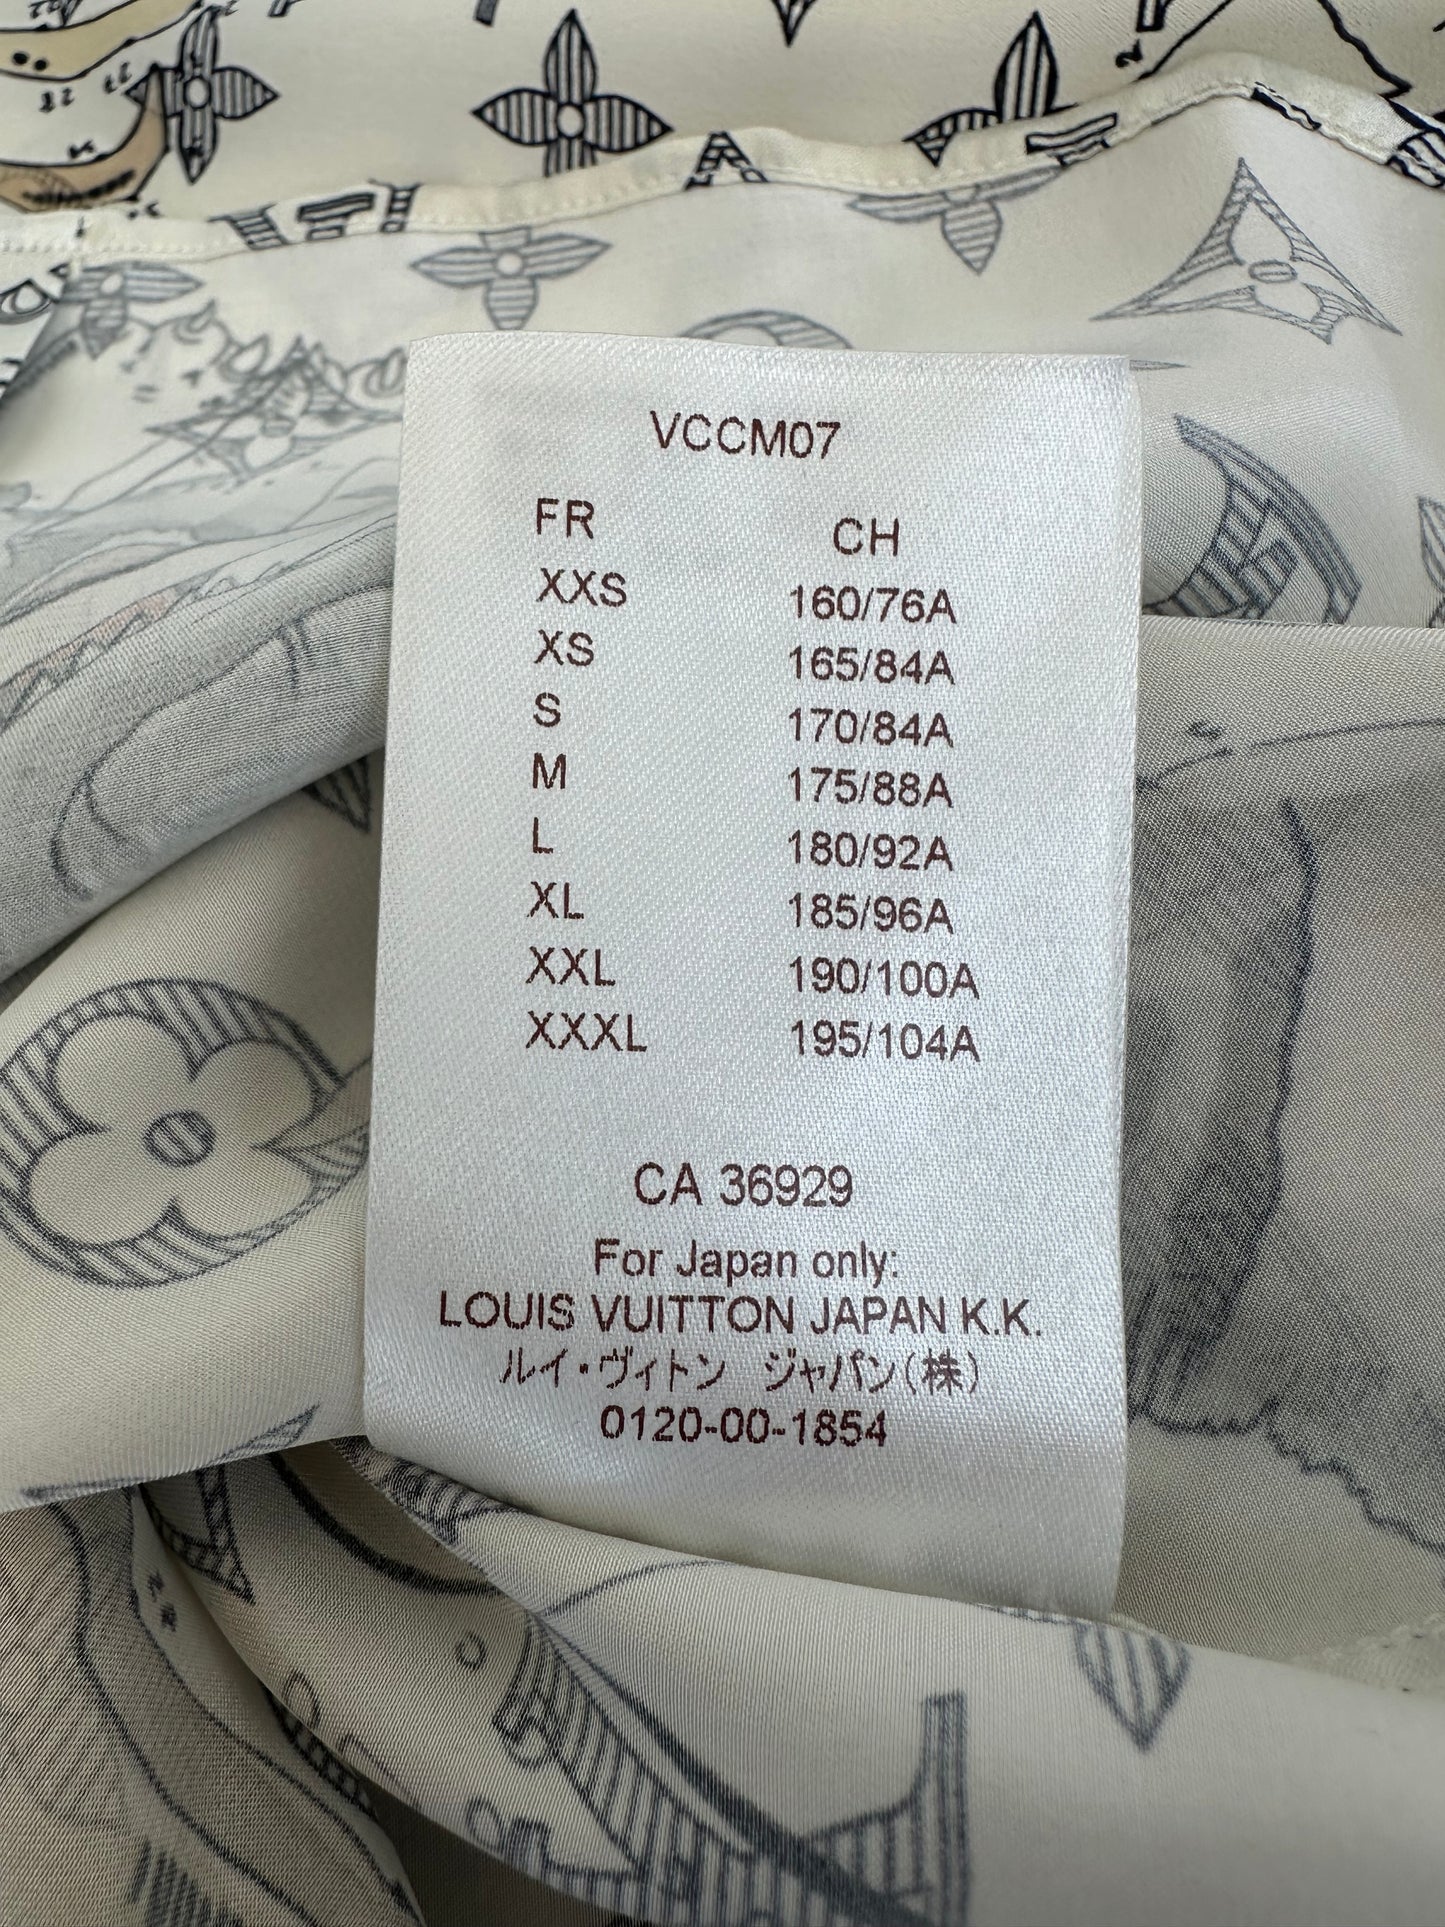 VCCM07
FR CH
XXS 160/76A
XS 165/84A
S 170/84A
M 175/88A
L 180/92A
XL 185/96A
XXL 190/100A
XXXL 195/104A
CA 36929
For Japan only:
LOUIS VUITTON JAPAN K.K.
ルイ・ヴィトン ジャパン(株)
0120-00-1854